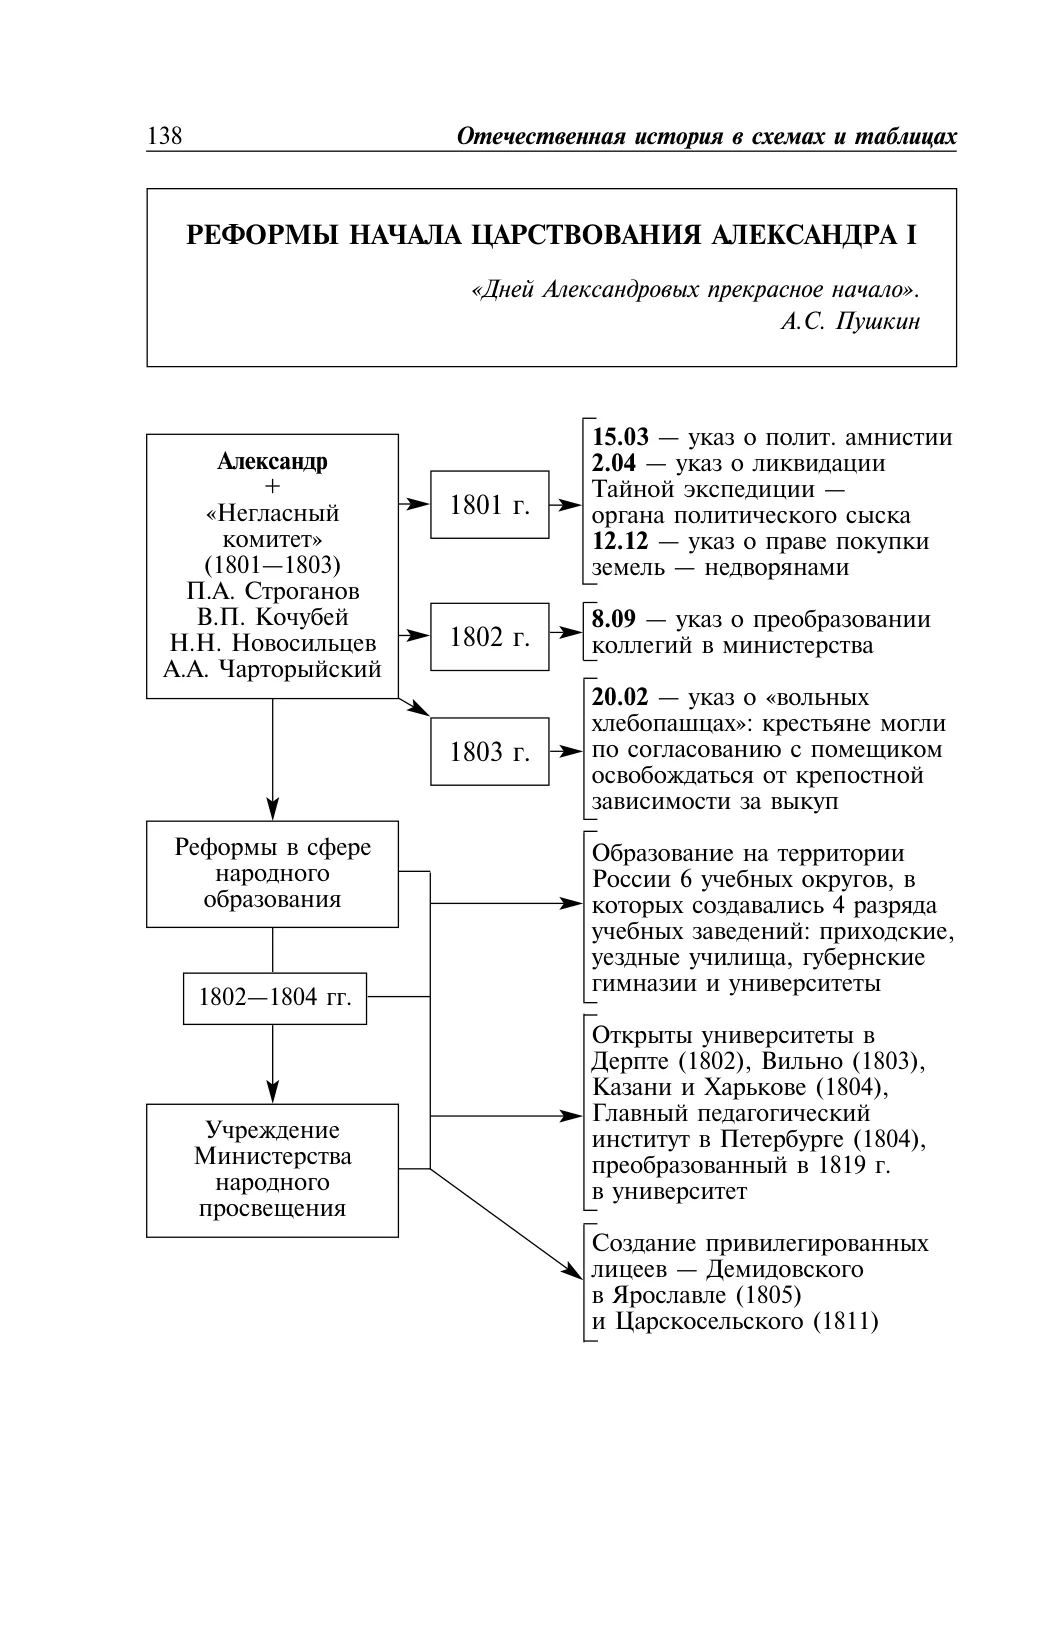 138
Отечественная история в схемах и таблицах
РЕФОРМЫ НАЧАЛА ЦАРСТВОВАНИЯ АЛЕКСАНДРА I
«Дней Александровых прекрасное начало».
А.С. Пушкин
Александр
+
«Негласный
комитет»
(1801—1803)
П.А. Строганов
В.П. Кочубей
Н.Н. Новосильцев
А.А. Чарторыйский
1801 г.
15.03 — указ о полит. амнистии
2.04 — указ о ликвидации
Тайной экспедиции —
органа политического сыска
12.12 — указ о праве покупки
земель — недворянами
1802 г.
8.09 — указ о преобразовании
коллегий в министерства
1803 г.
20.02 — указ о «вольных
хлебопашцах»: крестьяне могли
по согласованию с помещиком
освобождаться от крепостной
зависимости за выкуп
Реформы в сфере
народного
образования
1802—1804 гг.
Учреждение
Министерства
народного
просвещения
Образование на территории
России 6 учебных округов, в
которых создавались 4 разряда
учебных заведений: приходские,
уездные училища, губернские
гимназии и университеты
Открыты университеты в
Дерпте (1802), Вильно (1803),
Казани и Харькове (1804),
Главный педагогический
институт в Петербурге (1804),
преобразованный в 1819 г.
в университет
Создание привилегированных
лицеев — Демидовского
в Ярославле (1805)
и Царскосельского (1811)